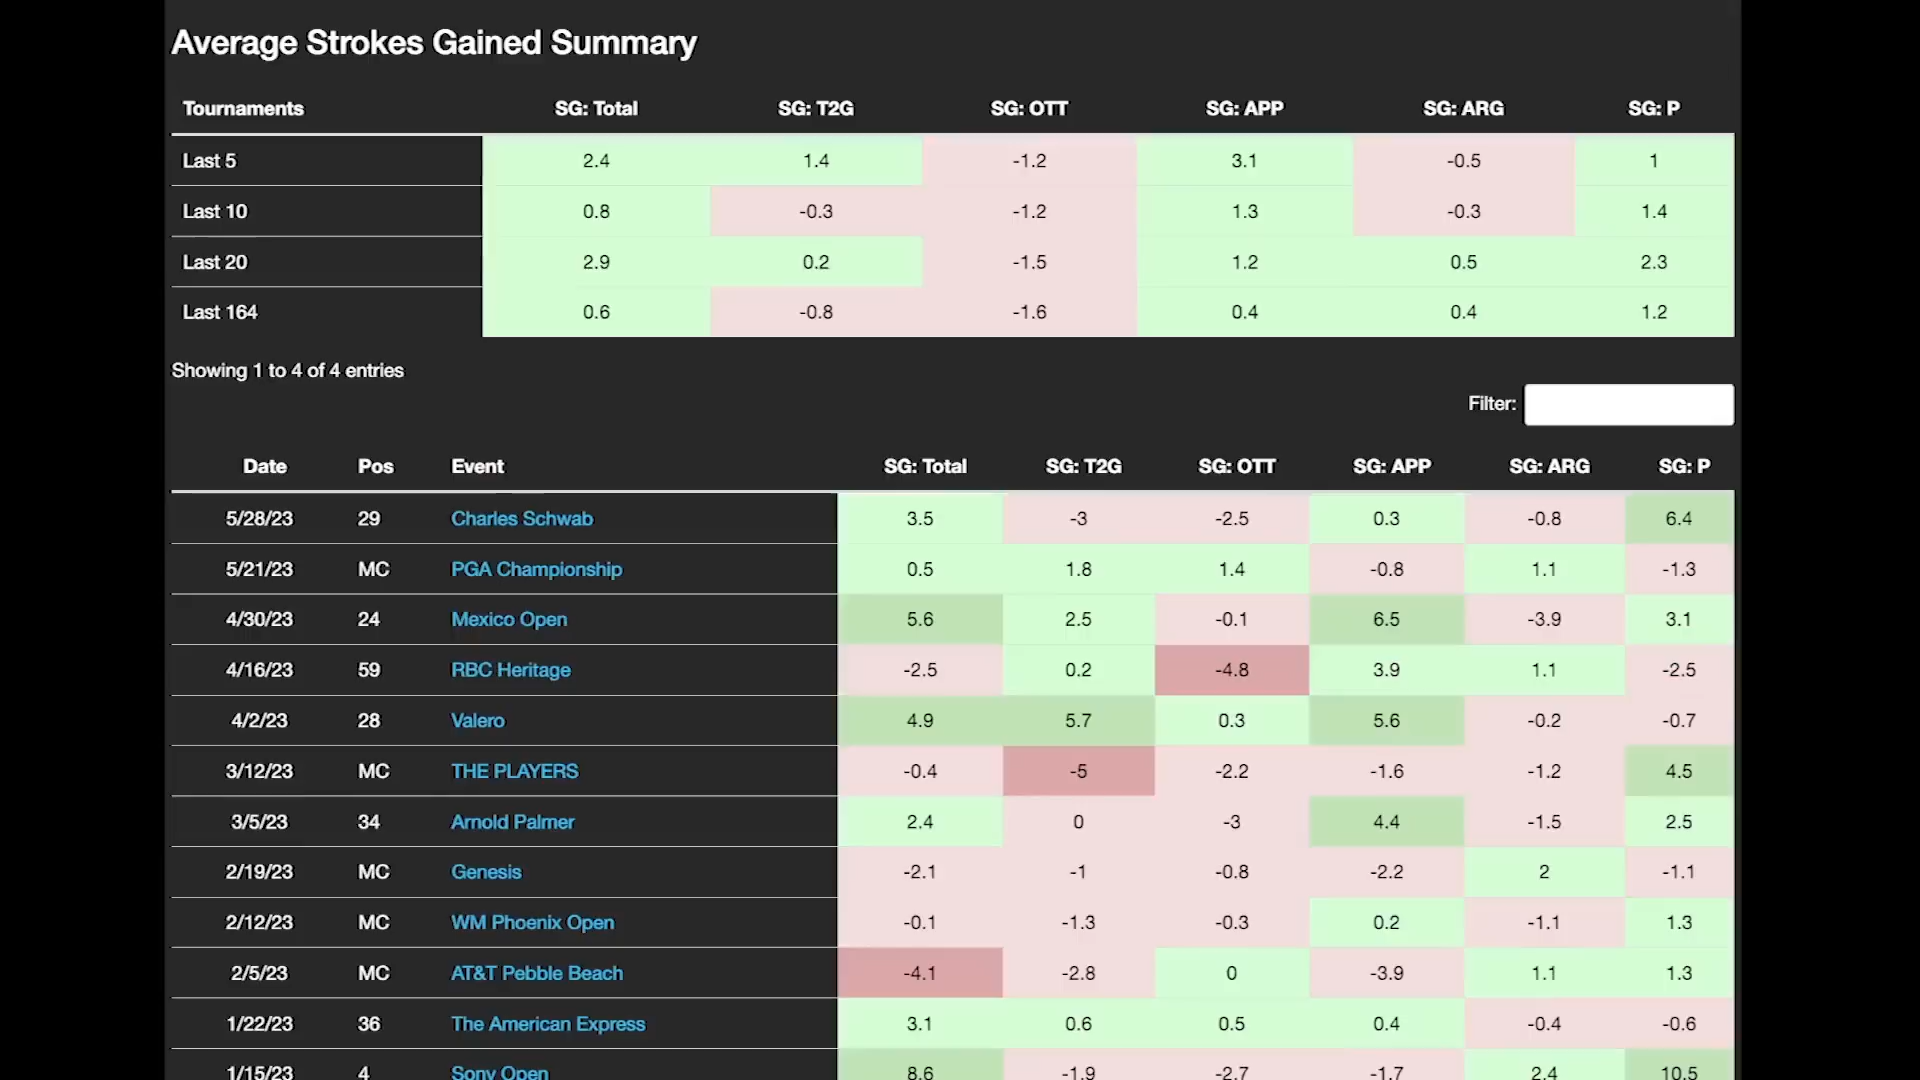 Average Strokes Gained Summary
Tournaments SG: Total SG: T2G SG: OTT SG: APP SG: ARG SG: P
Last 5 2.4 1.4 -1.2 3.1 -0.5 1
Last 10 0.8 -0.3 -1.2 1.3 -0.3 1.4
Last 20 2.9 0.2 -1.5 1.2 0.5 2.3
Last 164 0.6 -0.8 -1.6 0.4 0.4 1.2
Showing 1 to 4 of 4 entries
Filter:
Date Pos Event SG: Total SG: T2G SG: OTT SG: APP SG: ARG SG: P
5/28/23 29 Charles Schwab 3.5 -3 -2.5 0.3 -0.8 6.4
5/21/23 MC PGA Championship 0.5 1.8 1.4 -0.8 1.1 -1.3
4/30/23 24 Mexico Open 5.6 2.5 -0.1 6.5 -3.9 3.1
4/16/23 59 RBC Heritage -2.5 0.2 -4.8 3.9 1.1 -2.5
4/2/23 28 Valero 4.9 5.7 0.3 5.6 -0.2 -0.7
3/12/23 MC THE PLAYERS -0.4 -5 -2.2 -1.6 -1.2 4.5
3/5/23 34 Arnold Palmer 2.4 0 -3 4.4 -1.5 2.5
2/19/23 MC Genesis -2.1 -1 -0.8 -2.2 2 -1.1
2/12/23 MC WM Phoenix Open -0.1 -1.3 -0.3 0.2 -1.1 1.3
2/5/23 MC AT&T Pebble Beach -4.1 -2.8 0 -3.9 1.1 1.3
1/22/23 36 The American Express 3.1 0.6 0.5 0.4 -0.4 -0.6
1/15/23 4 Sony Open 8.6 -1.9 -2.7 -1.7 2.4 10.5